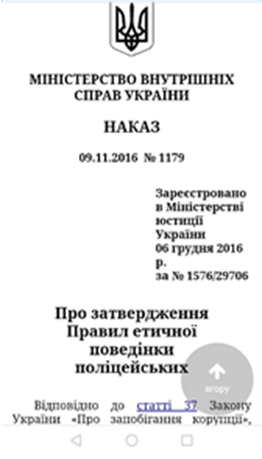 МІНІСТЕРСТВО ВНУТРІШНІХ
СПРАВ УКРАЇНИ
НАКАЗ
09.11.2016 № 1179
Зареєстровано
в Міністерстві
юстиції
України
06 грудня 2016
р.
за № 1576/29706
Про затвердження
Правил етичної
поведінки
поліцейських
вгору
Відповідно до статті 37 Закону
України «Про запобігання корупції»,